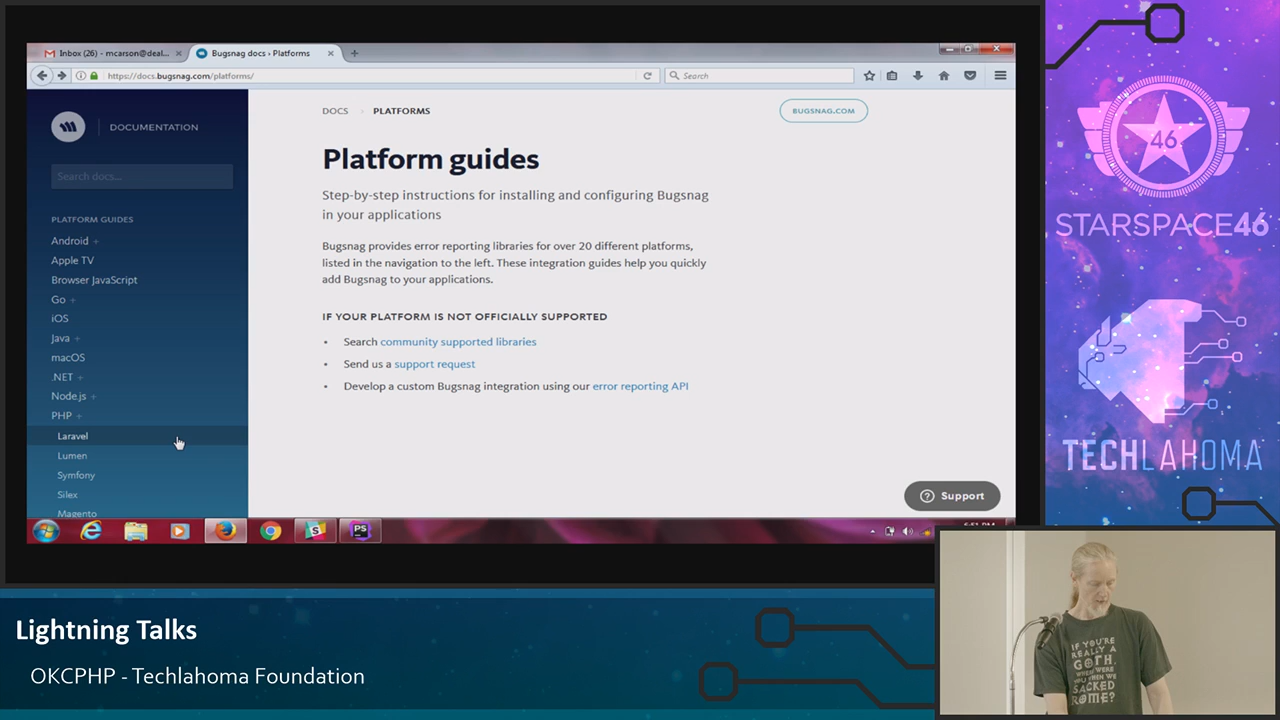 Inbox (26) - mcarson@deal...
Bugsnag docs › Platforms
https://docs.bugsnag.com/platforms/
Search
DOCUMENTATION
Search docs...
PLATFORM GUIDES
Android +
Apple TV
Browser JavaScript
Go +
iOS
Java +
macOS
.NET +
Node.js +
PHP +
Laravel
Lumen
Symfony
Silex
Magento
DOCS › PLATFORMS
BUGSNAG.COM
Platform guides
Step-by-step instructions for installing and configuring Bugsnag
in your applications
Bugsnag provides error reporting libraries for over 20 different platforms,
listed in the navigation to the left. These integration guides help you quickly
add Bugsnag to your applications.
IF YOUR PLATFORM IS NOT OFFICIALLY SUPPORTED
• Search community supported libraries
• Send us a support request
• Develop a custom Bugsnag integration using our error reporting API
? Support
PS
6:51 PM
46
STARSPACE46
TECHLAHOMA
Lightning Talks
OKCPHP - Techlahoma Foundation
IF YOU'RE
REALLY A
GOTH,
WHERE WERE
YOU WHEN WE
SACKED
ROME?